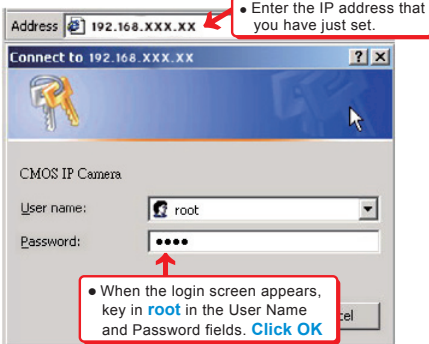 Address 192.168.XXX.XX
• Enter the IP address that
you have just set.
Connect to 192.168.XXX.XX
CMOS IP Camera
User name: root
Password: ••••
• When the login screen appears,
key in root in the User Name
and Password fields. Click OK